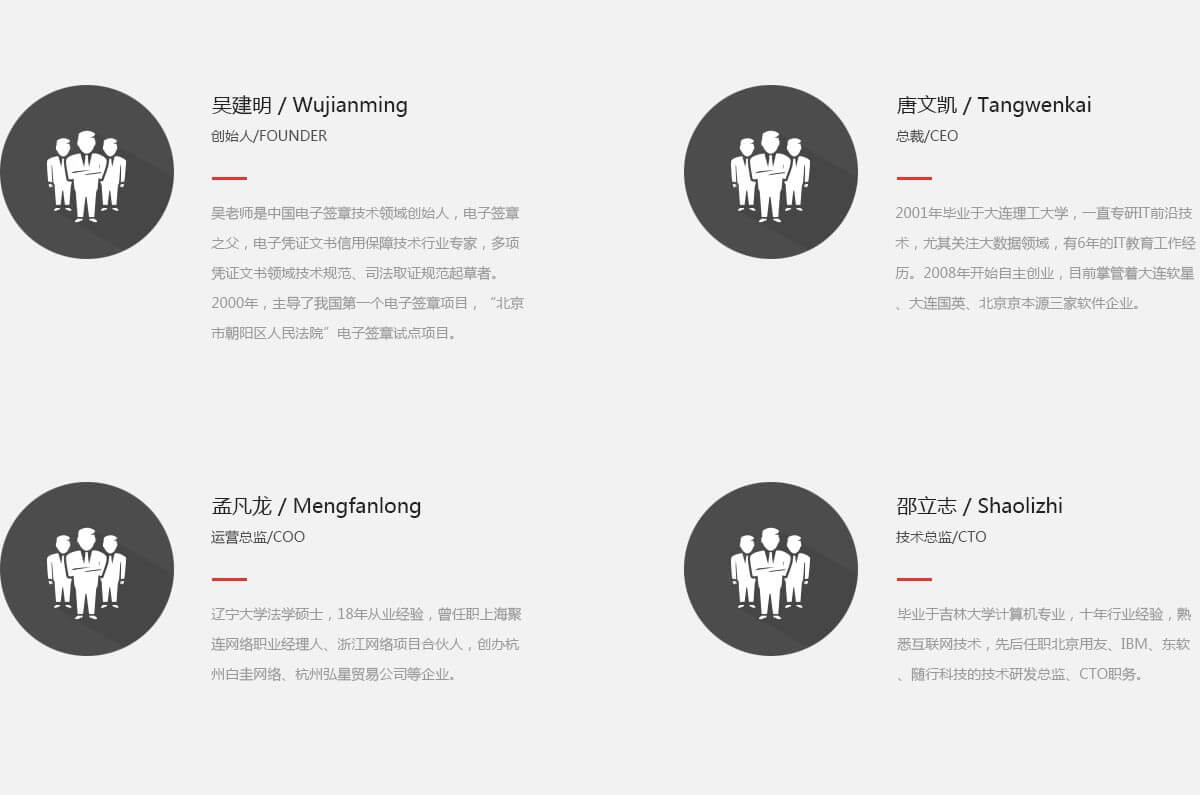 吴建明 / Wujianming
创始人/FOUNDER
吴老师是中国电子签章技术领域创始人，电子签章
之父，电子凭证文书信用保障技术行业专家，多项
凭证文书领域技术规范、司法取证规范起草者。
2000年，主导了我国第一个电子签章项目，“北京
市朝阳区人民法院”电子签章试点项目。
唐文凯 / Tangwenkai
总裁/CEO
2001年毕业于大连理工大学，一直专研IT前沿技
术，尤其关注大数据领域，有6年的IT教育工作经
历。2008年开始自主创业，目前掌管着大连软星
、大连国英、北京京本源三家软件企业。
孟凡龙 / Mengfanlong
运营总监/COO
辽宁大学法学硕士，18年从业经验，曾任职上海聚
连网络职业经理人、浙江网络项目合伙人，创办杭
州白圭网络、杭州弘星贸易公司等企业。
邵立志 / Shaolizhi
技术总监/CTO
毕业于吉林大学计算机专业，十年行业经验，熟
悉互联网技术，先后任职北京用友、IBM、东软
、随行科技的技术研发总监、CTO职务。